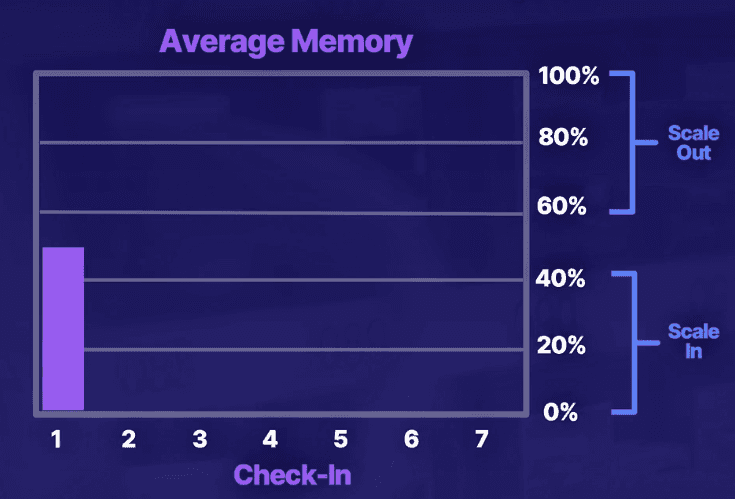 Average Memory
100%
80%
Scale
Out
60%
40%
Scale
In
20%
0%
1 2 3 4 5 6 7
Check-In